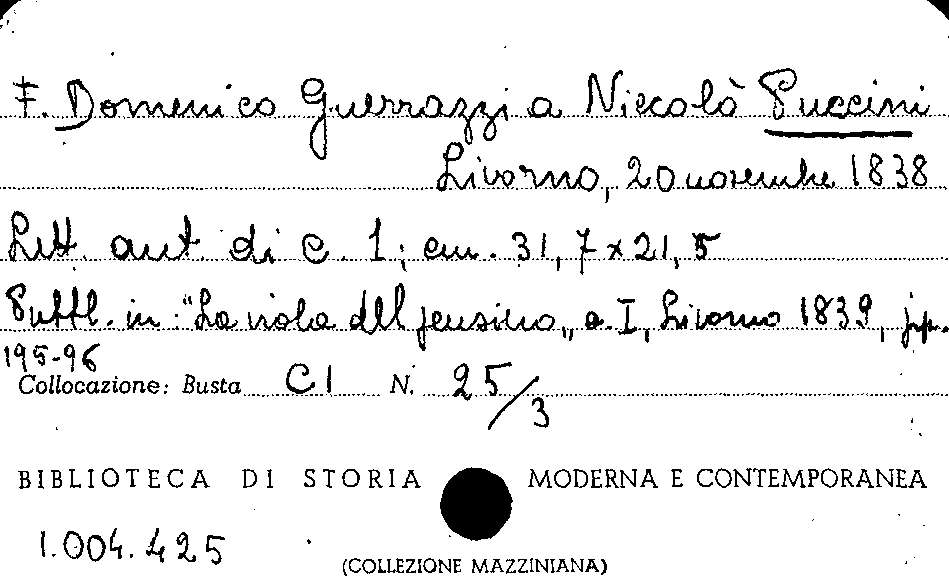 F. Domenico Guerrazzi a Niccolò Puccini
Livorno, 20 novembre 1838
Lett. aut. di c. 1; cm. 31,7 x 21,5
Pubbl. in "La viola del pensiero", a. I, Livorno 1839, pp.
195-96
Collocazione: Busta CI N. 25/3
BIBLIOTECA DI STORIA MODERNA E CONTEMPORANEA
1.004.425
(COLLEZIONE MAZZINIANA)